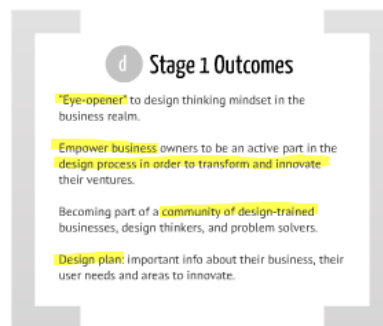 d Stage 1 Outcomes
"Eye-opener" to design thinking mindset in the
business realm.
Empower business owners to be an active part in the
design process in order to transform and innovate
their ventures.
Becoming part of a community of design-trained
businesses, design thinkers, and problem solvers.
Design plan: important info about their business, their
user needs and areas to innovate.